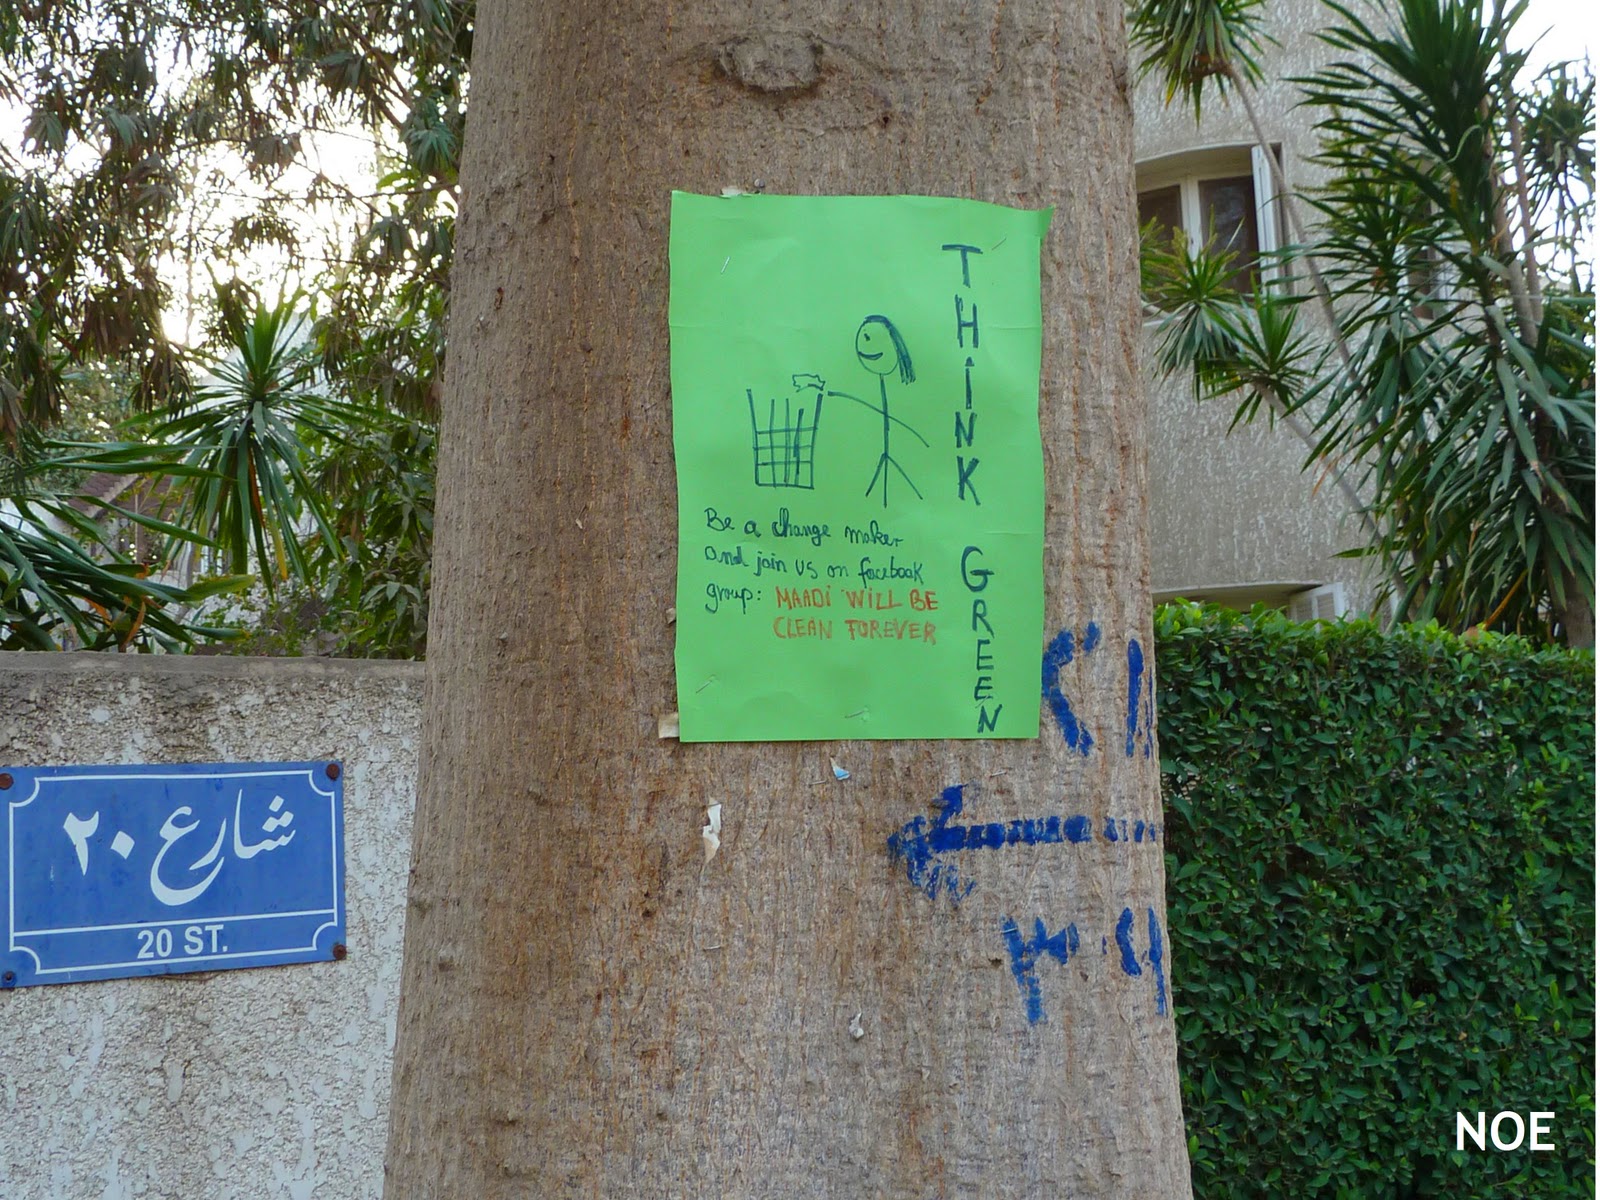 THiNK GREEN
Be a change maker
and join us on facebook
group: MAADi WILL BE
CLEAN FOREVER
شارع ٢٠
20 ST.
NOE